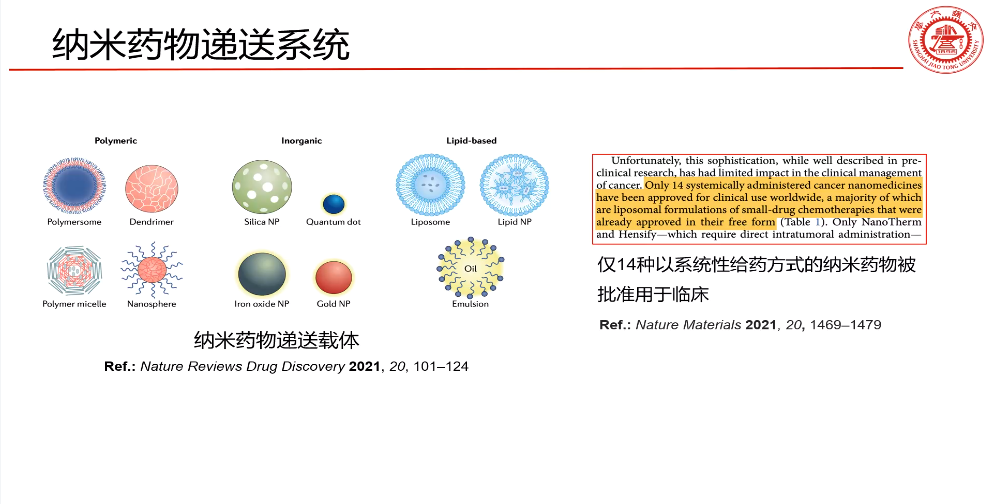 纳米药物递送系统
SHANGHAI JIAO TONG UNIVERSITY
Polymeric
Inorganic
Lipid-based
Polymersome
Dendrimer
Silica NP
Quantum dot
Liposome
Lipid NP
Oil
Polymer micelle
Nanosphere
Iron oxide NP
Gold NP
Emulsion
纳米药物递送载体
Ref.: Nature Reviews Drug Discovery 2021, 20, 101–124
Unfortunately, this sophistication, while well described in pre-
clinical research, has had limited impact in the clinical management
of cancer. Only 14 systemically administered cancer nanomedicines
have been approved for clinical use worldwide, a majority of which
are liposomal formulations of small-drug chemotherapies that were
already approved in their free form (Table 1). Only NanoTherm
and Hensify—which require direct intratumoral administration—
仅14种以系统性给药方式的纳米药物被
批准用于临床
Ref.: Nature Materials 2021, 20, 1469–1479